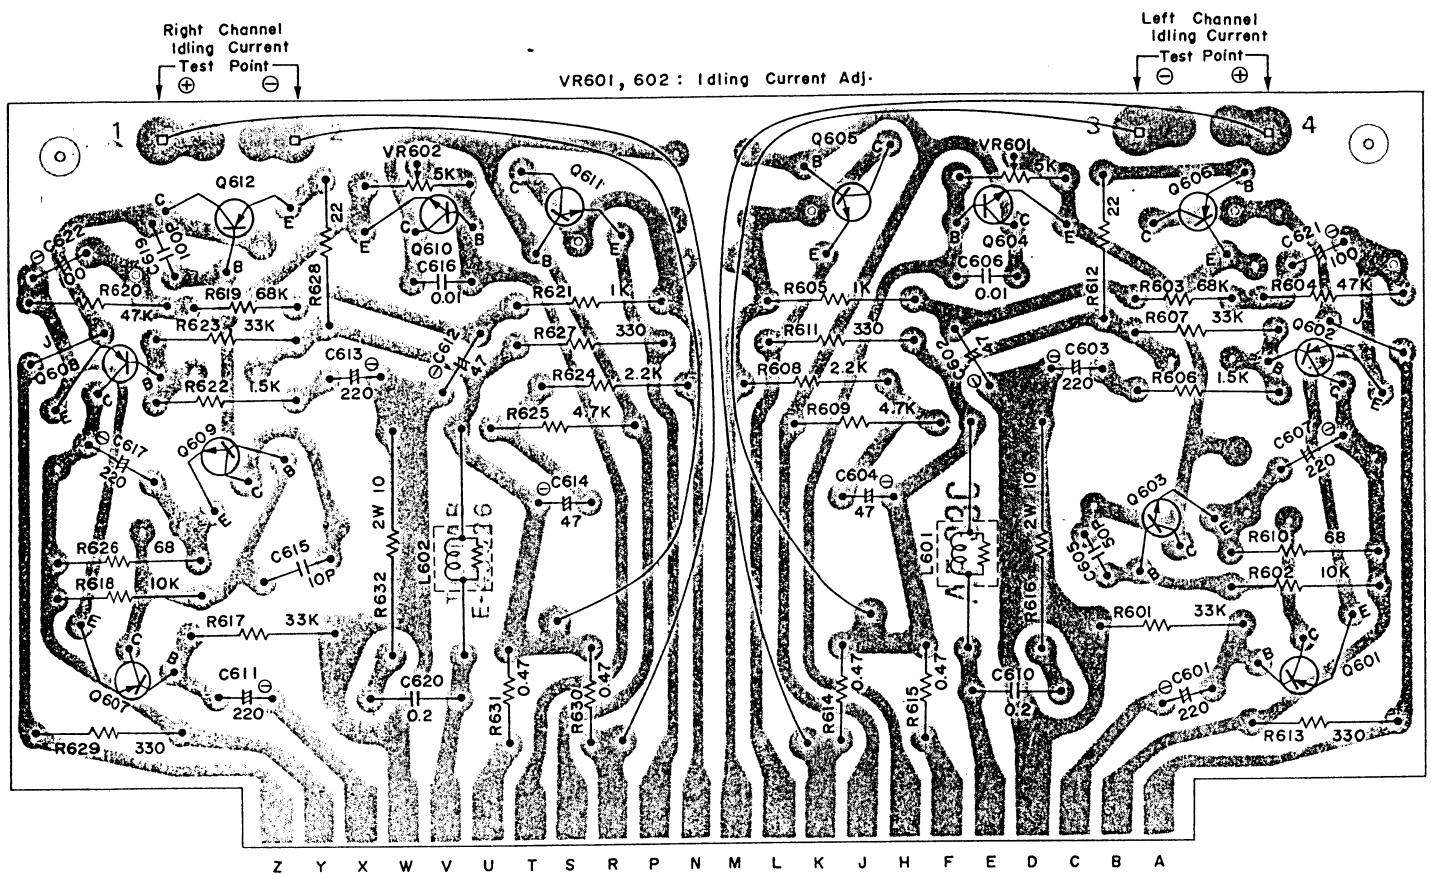 Right Channel
Idling Current
Test Point
⊕ ⊖
Left Channel
Idling Current
Test Point
⊖ ⊕
VR601, 602 : Idling Current Adj.
1
2
3
4
VR602
5K
Q612
C
E
B
C619
100P
22
R628
E
Q610
B
C616
0.01
C
Q611
B
E
Q605
B
C
E
VR601
5K
B
C
Q604
E
C606
0.01
22
R612
Q606
B
C
E
C621
100
C622
R620
47K
R619
68K
R621
1K
R605
1K
R603
68K
R604
47K
R623
33K
R627
330
R611
330
R607
33K
Q602
J
J
Q608
B
C
E
C613
220
C612
47
C603
220
B
C
E
R622
1.5K
R624
2.2K
R608
2.2K
R606
1.5K
R625
4.7K
R609
4.7K
C617
220
Q609
B
C
E
C607
220
C614
47
C604
47
2W 10
R632
L602
L601
2W 10
R616
Q603
E
C
B
C605
50P
R626
68
C615
10P
R610
68
R618
10K
R602
10K
R617
33K
R601
33K
E
C
B
Q607
E
C
B
Q601
C611
220
C620
0.2
R631
0.47
R630
0.47
R614
0.47
R615
0.47
C610
0.2
C601
220
R629
330
R613
330
Z Y X W V U T S R P N M L K J H F E D C B A